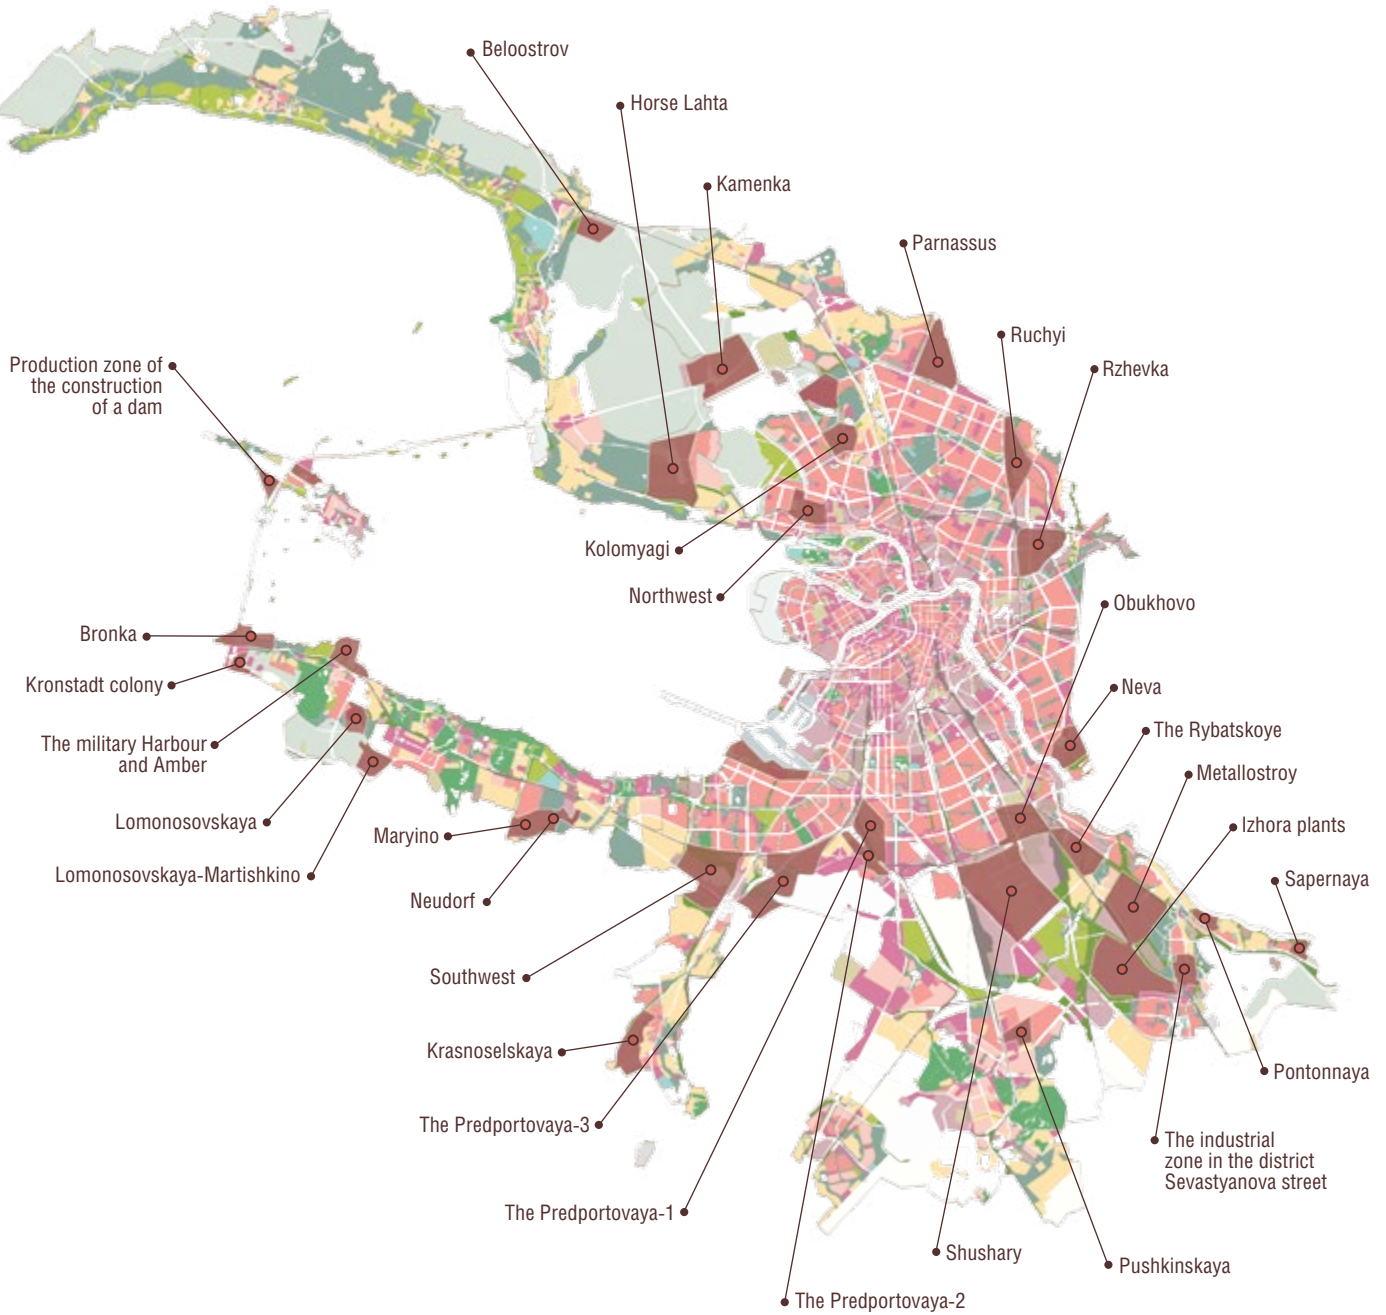 Beloostrov
Horse Lahta
Kamenka
Parnassus
Ruchyi
Rzhevka
Production zone of
the construction
of a dam
Kolomyagi
Northwest
Obukhovo
Bronka
Kronstadt colony
The military Harbour
and Amber
Lomonosovskaya
Lomonosovskaya-Martishkino
Maryino
Neudorf
Southwest
Krasnoselskaya
The Predportovaya-3
The Predportovaya-1
The Predportovaya-2
Neva
The Rybatskoye
Metallostroy
Izhora plants
Sapernaya
Pontonnaya
The industrial
zone in the district
Sevastyanova street
Shushary
Pushkinskaya